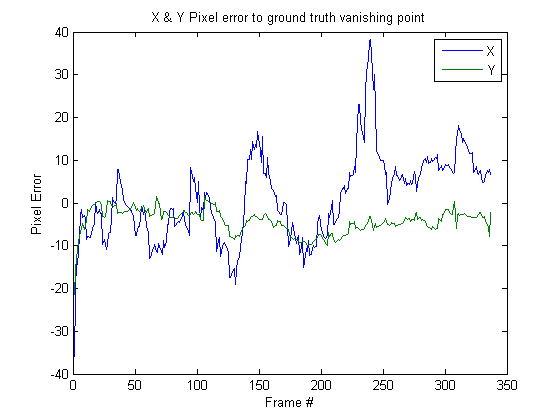 X & Y Pixel error to ground truth vanishing point
40
30
20
10
0
-10
-20
-30
-40
Pixel Error
X
Y
0 50 100 150 200 250 300 350
Frame #